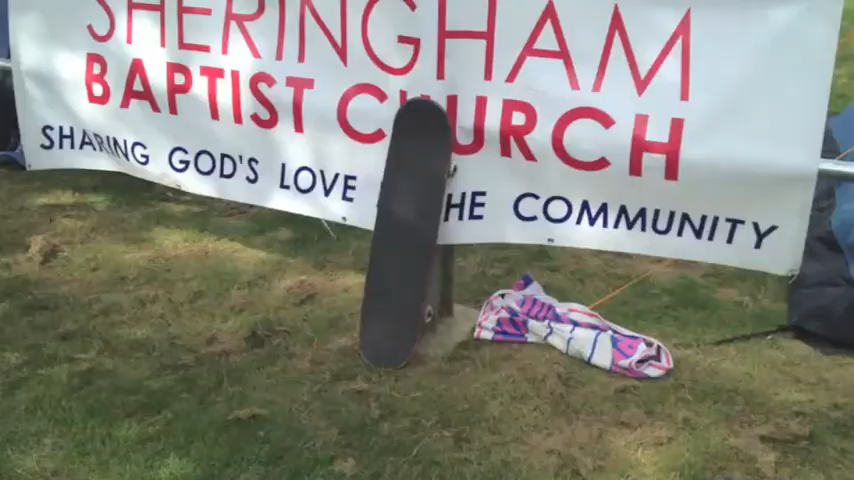 SHERINGHAM
BAPTIST CHURCH
SHARING GOD'S LOVE HE COMMUNITY